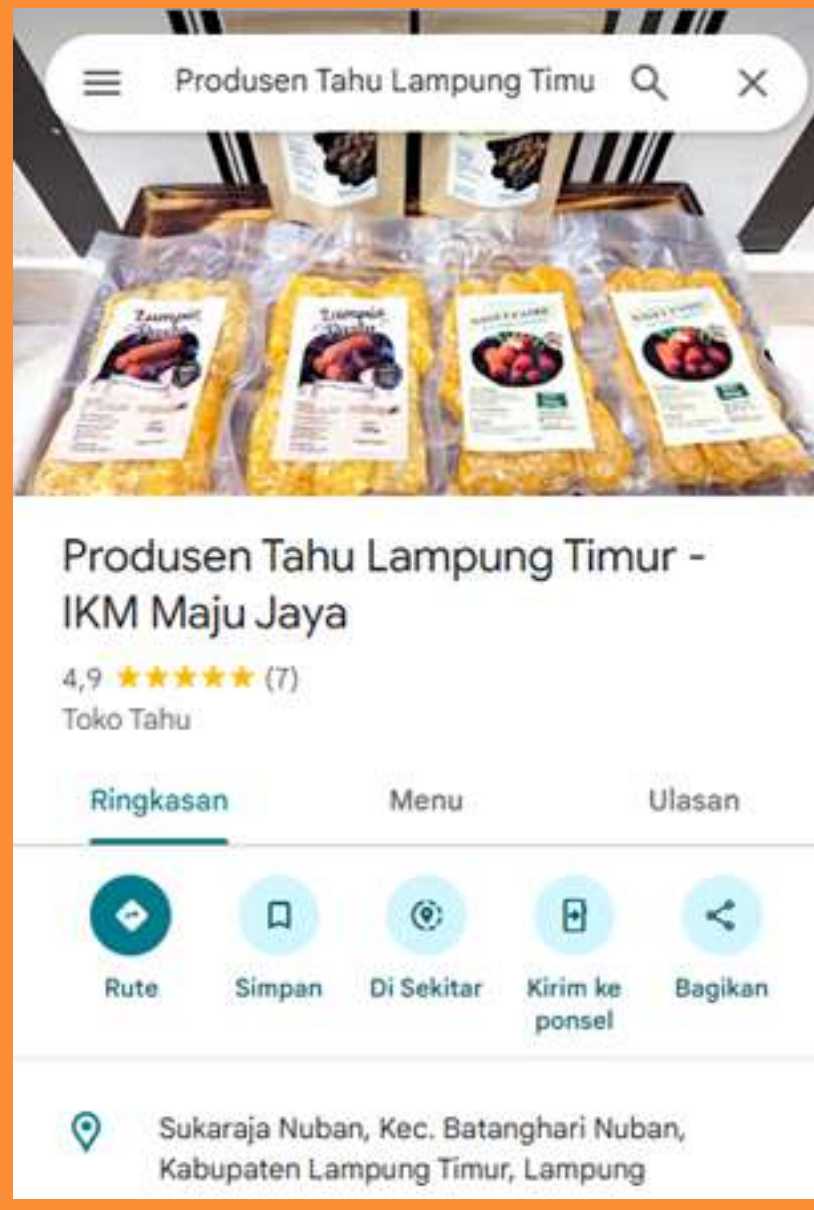 Produsen Tahu Lampung Timu
Produsen Tahu Lampung Timur -
IKM Maju Jaya
4,9 (7)
Toko Tahu
Ringkasan Menu Ulasan
Rute Simpan Di Sekitar Kirim ke ponsel Bagikan
Sukaraja Nuban, Kec. Batanghari Nuban,
Kabupaten Lampung Timur, Lampung